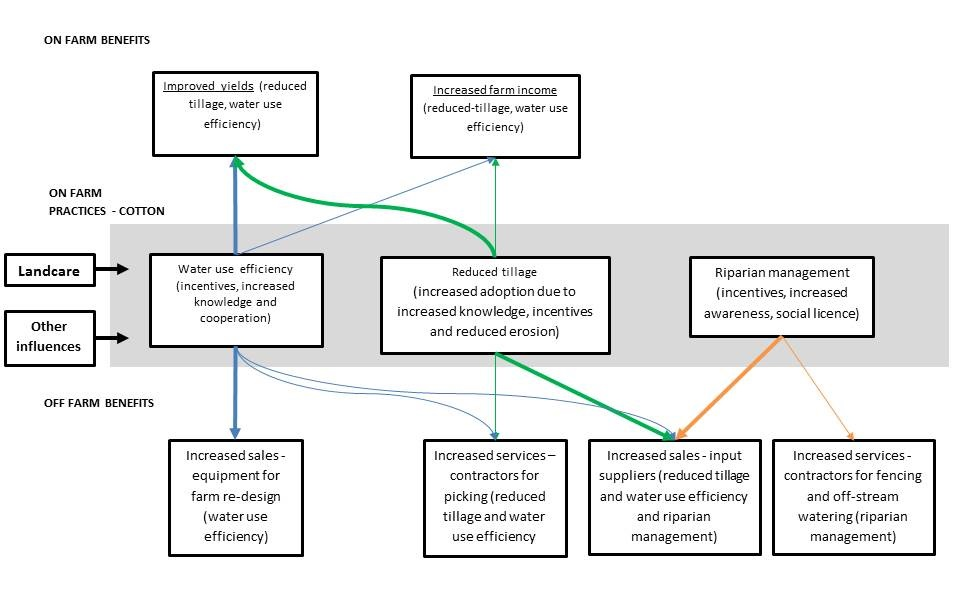 ON FARM BENEFITS
Improved yields (reduced
tillage, water use
efficiency)
Increased farm income
(reduced-tillage, water use
efficiency)
ON FARM
PRACTICES - COTTON
Landcare
Other
influences
Water use efficiency
(incentives, increased
knowledge and
cooperation)
Reduced tillage
(increased adoption due to
increased knowledge, incentives
and reduced erosion)
Riparian management
(incentives, increased
awareness, social licence)
OFF FARM BENEFITS
Increased sales -
equipment for
farm re-design
(water use
efficiency)
Increased services –
contractors for
picking (reduced
tillage and water
use efficiency
Increased sales - input
suppliers (reduced tillage
and water use efficiency
and riparian
management)
Increased services -
contractors for fencing
and off-stream
watering (riparian
management)